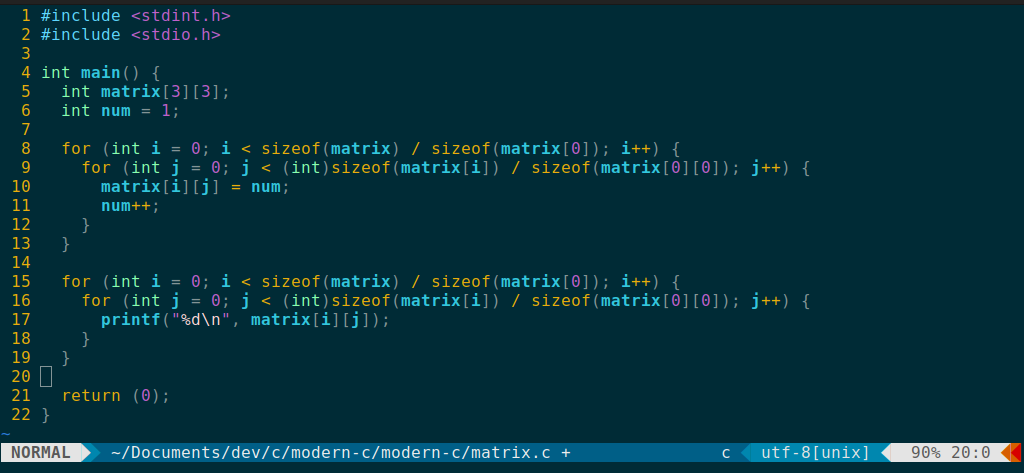 1 #include <stdint.h>
2 #include <stdio.h>
3
4 int main() {
5   int matrix[3][3];
6   int num = 1;
7
8   for (int i = 0; i < sizeof(matrix) / sizeof(matrix[0]); i++) {
9     for (int j = 0; j < (int)sizeof(matrix[i]) / sizeof(matrix[0][0]); j++) {
10       matrix[i][j] = num;
11       num++;
12     }
13   }
14
15   for (int i = 0; i < sizeof(matrix) / sizeof(matrix[0]); i++) {
16     for (int j = 0; j < (int)sizeof(matrix[i]) / sizeof(matrix[0][0]); j++) {
17       printf("%d\n", matrix[i][j]);
18     }
19   }
20
21   return (0);
22 }
~
NORMAL ~/Documents/dev/c/modern-c/modern-c/matrix.c + c utf-8[unix] 90% 20:0